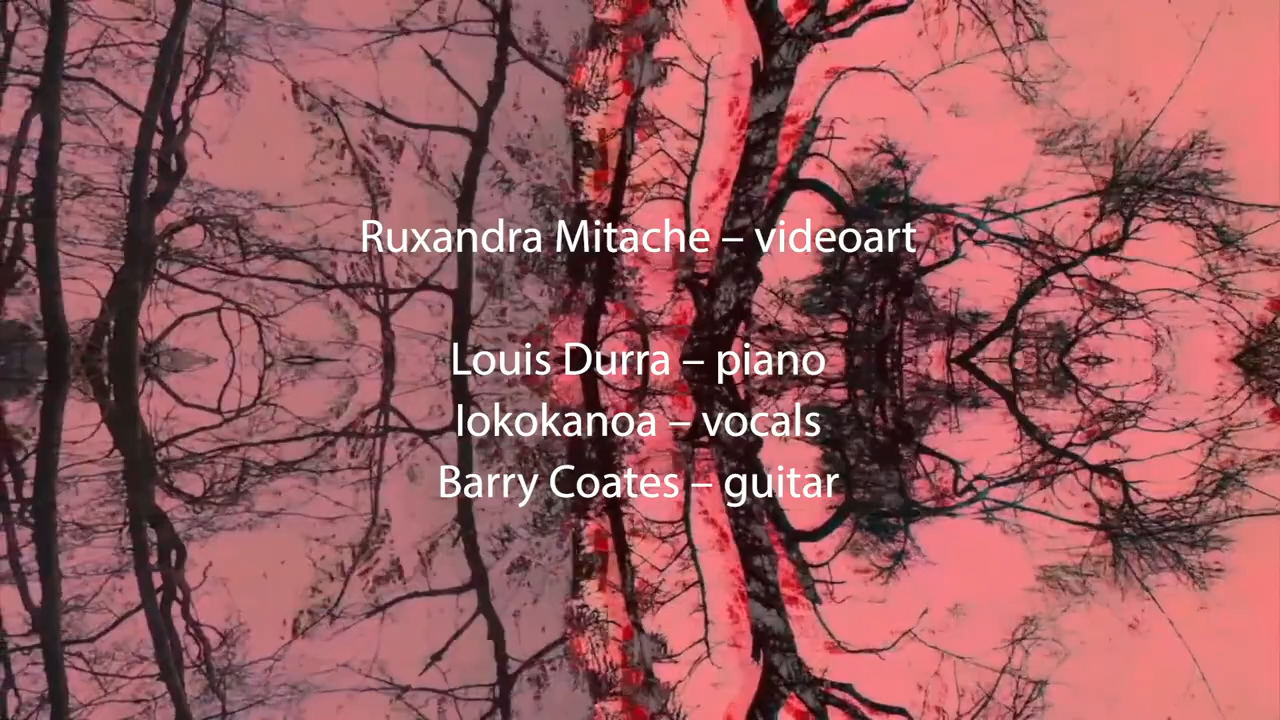 Ruxandra Mitache – videoart
Louis Durra – piano
Iokokanoa – vocals
Barry Coates – guitar